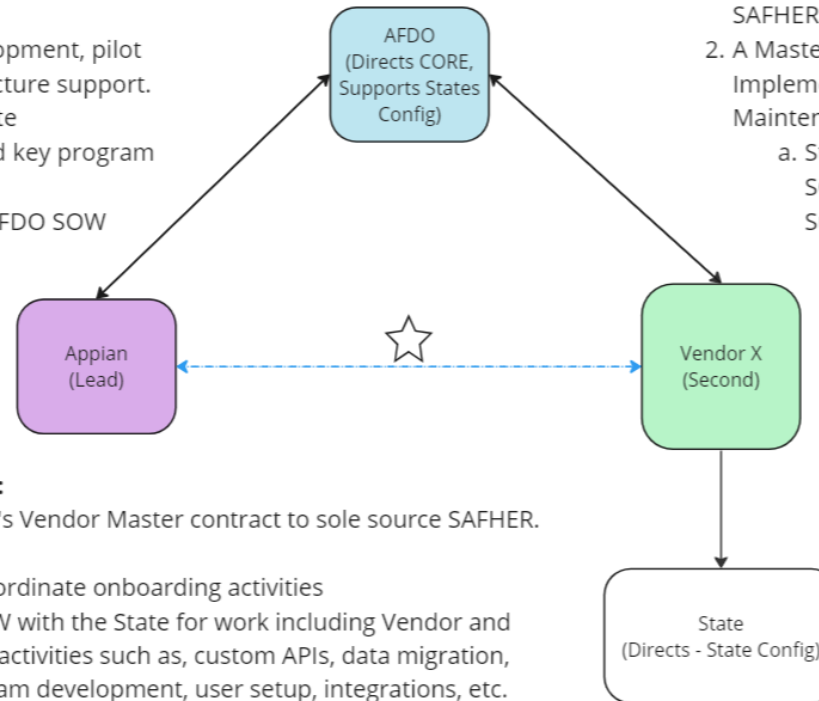 pment, pilot
cture support.
te
d key program
FDO SOW
AFDO
(Directs CORE,
Supports States
Config)
SAFHER
2. A Maste
Implem
Mainter
a. S
S
S
Appian
(Lead)
Vendor X
(Second)
:
's Vendor Master contract to sole source SAFHER.
ordinate onboarding activities
W with the State for work including Vendor and
activities such as, custom APIs, data migration,
am development, user setup, integrations, etc.
State
(Directs - State Config)